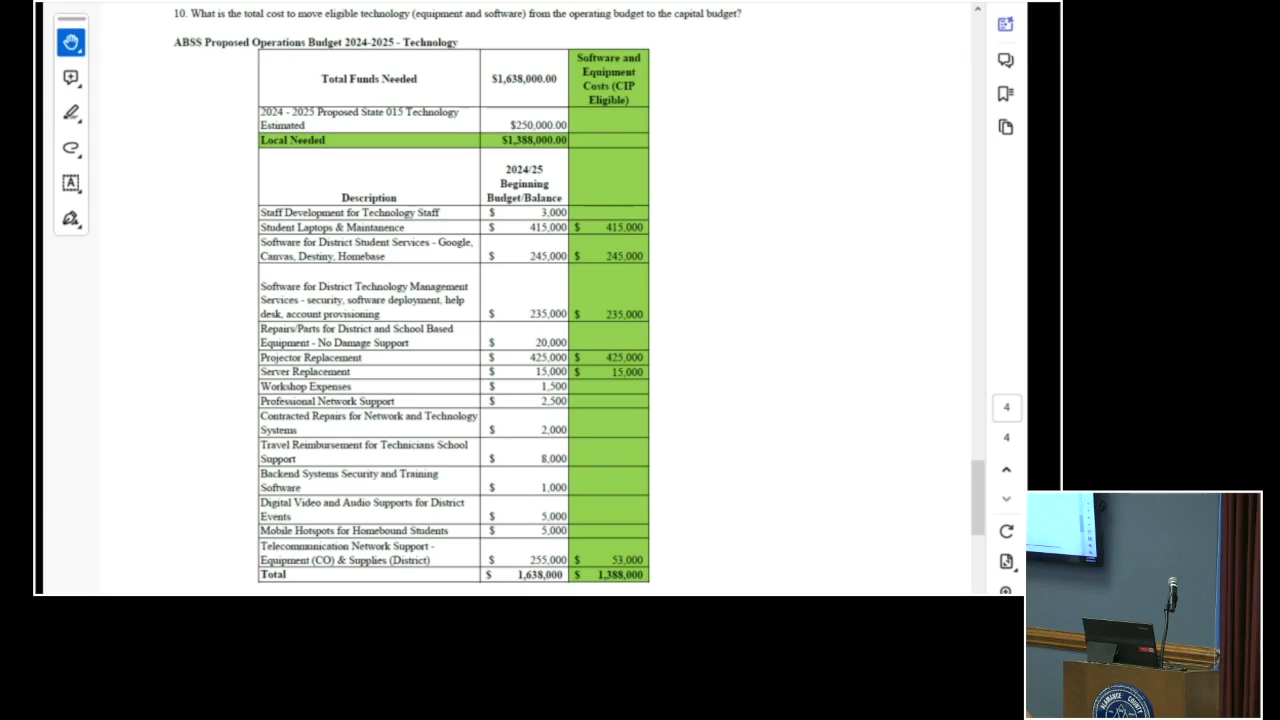 10. What is the total cost to move eligible technology (equipment and software) from the operating budget to the capital budget?
ABSS Proposed Operations Budget 2024-2025 - Technology
Total Funds Needed $1,638,000.00 Software and
Equipment
Costs (CIP
Eligible)
2024 - 2025 Proposed State 015 Technology
Estimated $250,000.00
Local Needed $1,388,000.00
2024/25
Beginning
Description Budget/Balance
Staff Development for Technology Staff $ 3,000
Student Laptops & Maintanence $ 415,000 $ 415,000
Software for District Student Services - Google,
Canvas, Destiny, Homebase $ 245,000 $ 245,000
Software for District Technology Management
Services - security, software deployment, help
desk, account provisioning $ 235,000 $ 235,000
Repairs/Parts for District and School Based
Equipment - No Damage Support $ 20,000
Projector Replacement $ 425,000 $ 425,000
Server Replacement $ 15,000 $ 15,000
Workshop Expenses $ 1,500
Professional Network Support $ 2,500
Contracted Repairs for Network and Technology
Systems $ 2,000
Travel Reimbursement for Technicians School
Support $ 8,000
Backend Systems Security and Training
Software $ 1,000
Digital Video and Audio Supports for District
Events $ 5,000
Mobile Hotspots for Homebound Students $ 5,000
Telecommunication Network Support -
Equipment (CO) & Supplies (District) $ 255,000 $ 53,000
Total $ 1,638,000 $ 1,388,000
4
4
ALAMANCE COUNTY